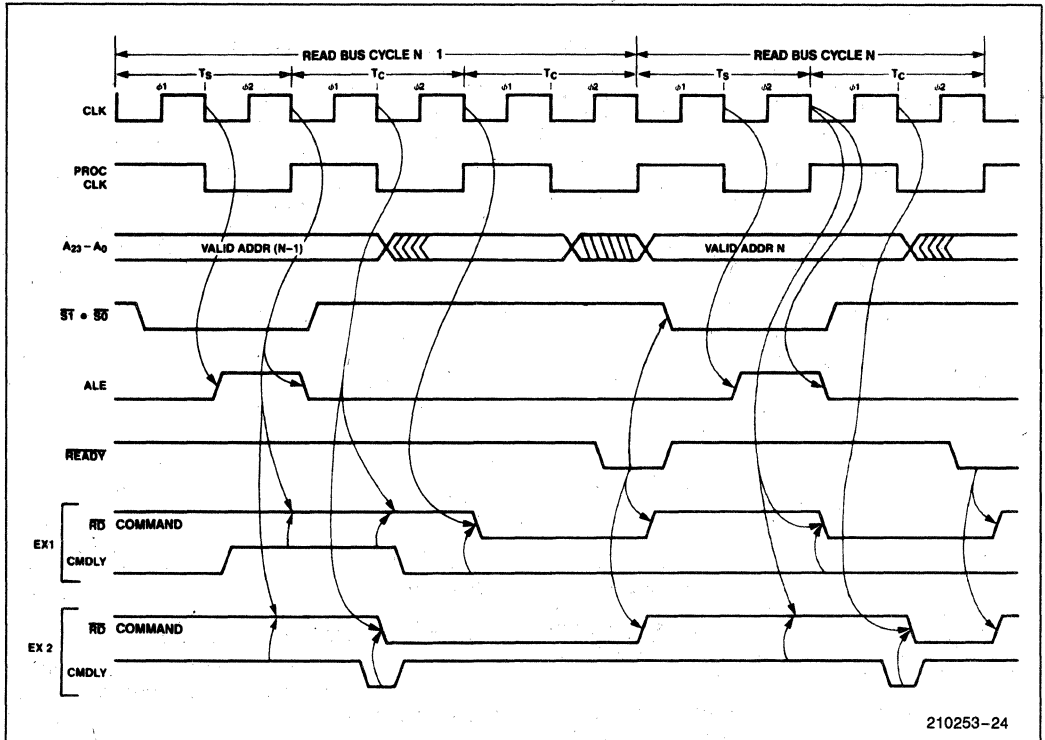 READ BUS CYCLE N 1 READ BUS CYCLE N
TS TC TC TS TC
φ1 φ2 φ1 φ2 φ1 φ2 φ1 φ2 φ1 φ2
CLK
PROC
CLK
A23 – A0 VALID ADDR (N–1) VALID ADDR N
S1 • S0
ALE
READY
EX1
RD COMMAND
CMDLY
EX 2
RD COMMAND
CMDLY
210253–24